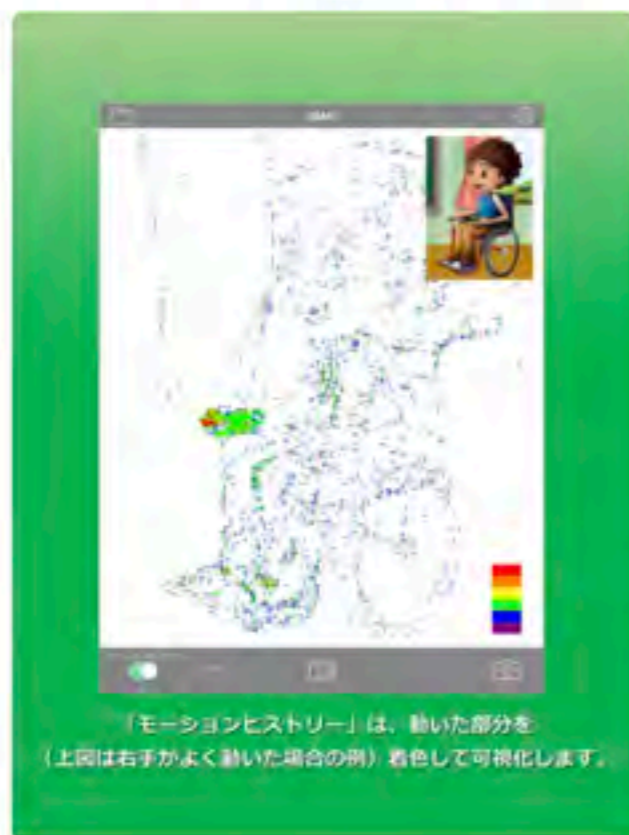 「モーションヒストリー」は、動いた部分を
（上図は右手がよく動いた場合の例）着色して可視化します。